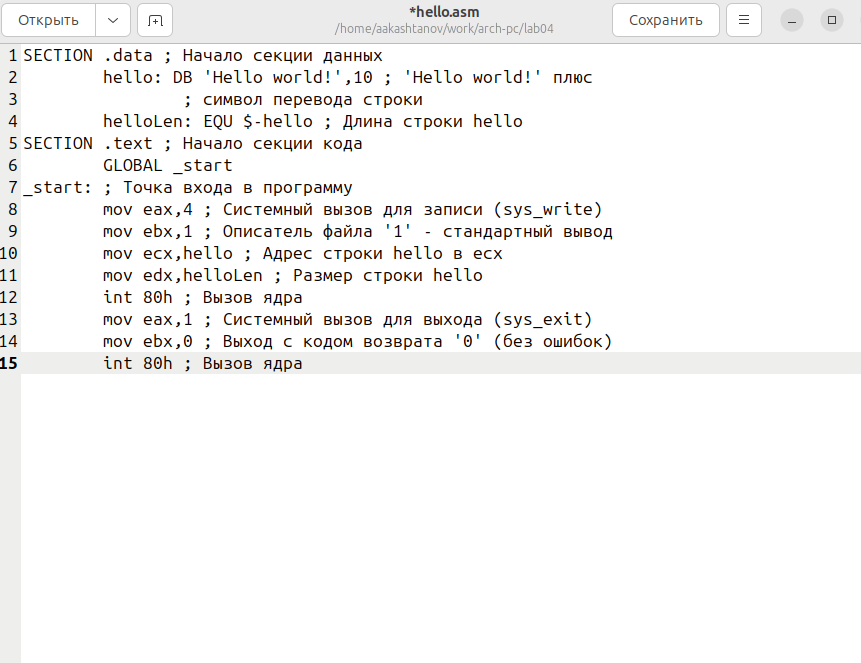 Открыть
*hello.asm
/home/aakashtanov/work/arch-pc/lab04
Сохранить
1 SECTION .data ; Начало секции данных
2 hello: DB 'Hello world!',10 ; 'Hello world!' плюс
3 ; символ перевода строки
4 helloLen: EQU $-hello ; Длина строки hello
5 SECTION .text ; Начало секции кода
6 GLOBAL _start
7 _start: ; Точка входа в программу
8 mov eax,4 ; Системный вызов для записи (sys_write)
9 mov ebx,1 ; Описатель файла '1' - стандартный вывод
10 mov ecx,hello ; Адрес строки hello в ecx
11 mov edx,helloLen ; Размер строки hello
12 int 80h ; Вызов ядра
13 mov eax,1 ; Системный вызов для выхода (sys_exit)
14 mov ebx,0 ; Выход с кодом возврата '0' (без ошибок)
15 int 80h ; Вызов ядра